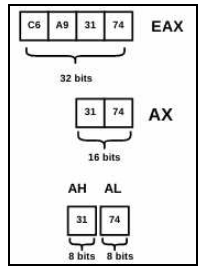 C6 A9 31 74 EAX
32 bits
31 74 AX
16 bits
AH AL
31 74
8 bits 8 bits